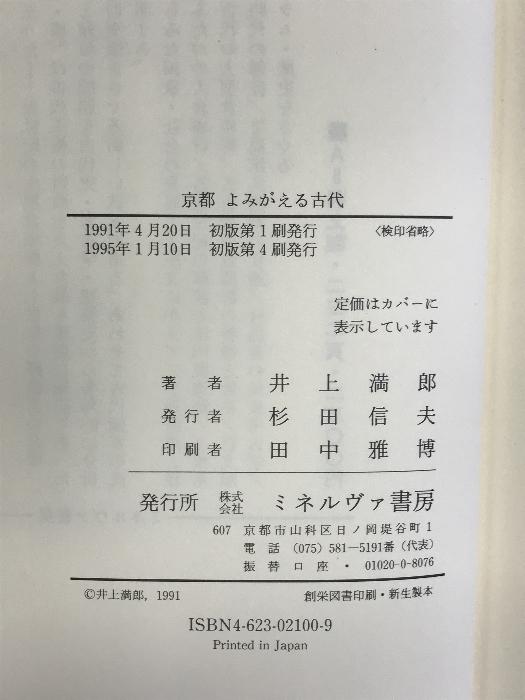 京都 よみがえる古代
1991年4月20日 初版第1刷発行 〈検印省略〉
1995年1月10日 初版第4刷発行
定価はカバーに
表示しています
著者 井上満郎
発行者 杉田信夫
印刷者 田中雅博
発行所 株式会社 ミネルヴァ書房
607 京都市山科区日ノ岡堤谷町1
電話 (075)581-5191番(代表)
振替口座・01020-0-8076
©井上満郎, 1991 創栄図書印刷・新生製本
ISBN4-623-02100-9
Printed in Japan